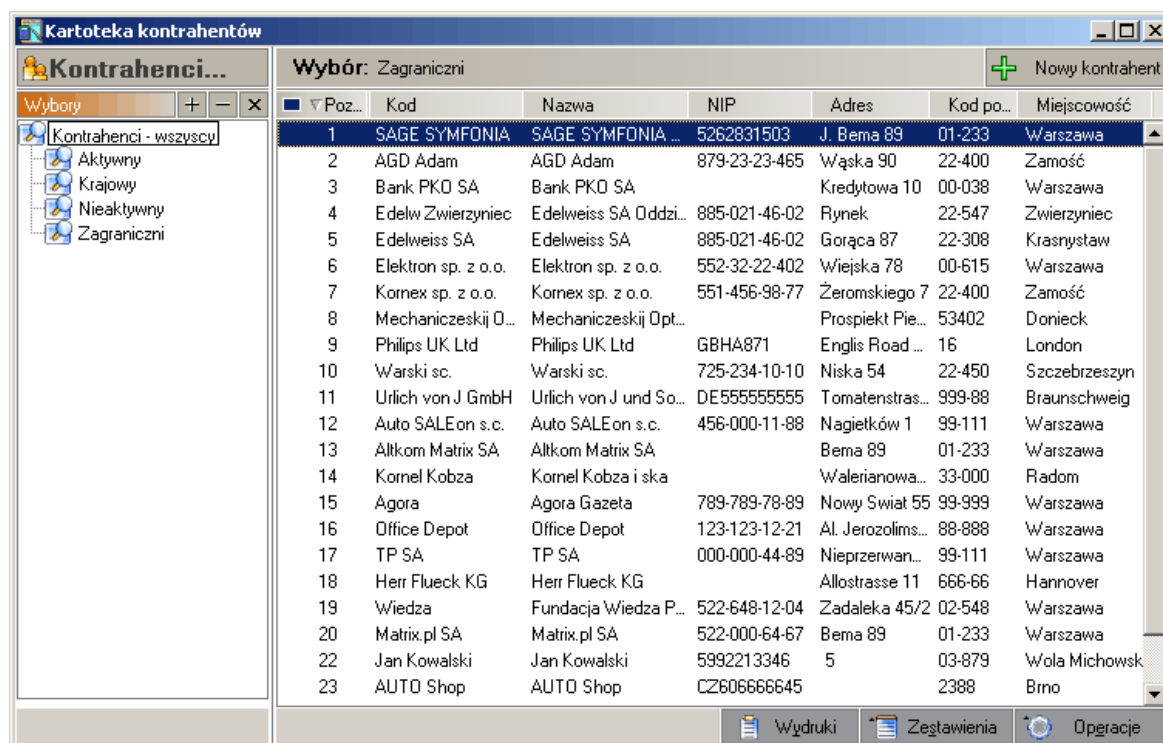 Kartoteka kontrahentów
Kontrahenci...
Wybór: Zagraniczni
Nowy kontrahent
Wybory
Kontrahenci - wszyscy
Aktywny
Krajowy
Nieaktywny
Zagraniczni
Poz... Kod Nazwa NIP Adres Kod po... Miejscowość
1 SAGE SYMFONIA SAGE SYMFONIA ... 5262831503 J. Bema 89 01-233 Warszawa
2 AGD Adam AGD Adam 879-23-23-465 Wąska 90 22-400 Zamość
3 Bank PKO SA Bank PKO SA Kredytowa 10 00-038 Warszawa
4 Edelw Zwierzyniec Edelweiss SA Oddzi... 885-021-46-02 Rynek 22-547 Zwierzyniec
5 Edelweiss SA Edelweiss SA 885-021-46-02 Gorąca 87 22-308 Krasnystaw
6 Elektron sp. z o.o. Elektron sp. z o.o. 552-32-22-402 Wiejska 78 00-615 Warszawa
7 Kornex sp. z o.o. Kornex sp. z o.o. 551-456-98-77 Żeromskiego 7 22-400 Zamość
8 Mechaniczeskij O... Mechaniczeskij Opt... Prospiekt Pie... 53402 Donieck
9 Philips UK Ltd Philips UK Ltd GBHA871 Englis Road ... 16 London
10 Warski sc. Warski sc. 725-234-10-10 Niska 54 22-450 Szczebrzeszyn
11 Urlich von J GmbH Urlich von J und So... DE555555555 Tomatenstras... 999-88 Braunschweig
12 Auto SALEon s.c. Auto SALEon s.c. 456-000-11-88 Nagietków 1 99-111 Warszawa
13 Altkom Matrix SA Altkom Matrix SA Bema 89 01-233 Warszawa
14 Kornel Kobza Kornel Kobza i ska Walerianowa... 33-000 Radom
15 Agora Agora Gazeta 789-789-78-89 Nowy Swiat 55 99-999 Warszawa
16 Office Depot Office Depot 123-123-12-21 Al. Jerozolims... 88-888 Warszawa
17 TP SA TP SA 000-000-44-89 Nieprzerwan... 99-111 Warszawa
18 Herr Flueck KG Herr Flueck KG Allostrasse 11 666-66 Hannover
19 Wiedza Fundacja Wiedza P... 522-648-12-04 Zadaleka 45/2 02-548 Warszawa
20 Matrix.pl SA Matrix.pl SA 522-000-64-67 Bema 89 01-233 Warszawa
22 Jan Kowalski Jan Kowalski 5992213346 5 03-879 Wola Michowsk
23 AUTO Shop AUTO Shop CZ606666645 2388 Brno
Wydruki Zestawienia Operacje